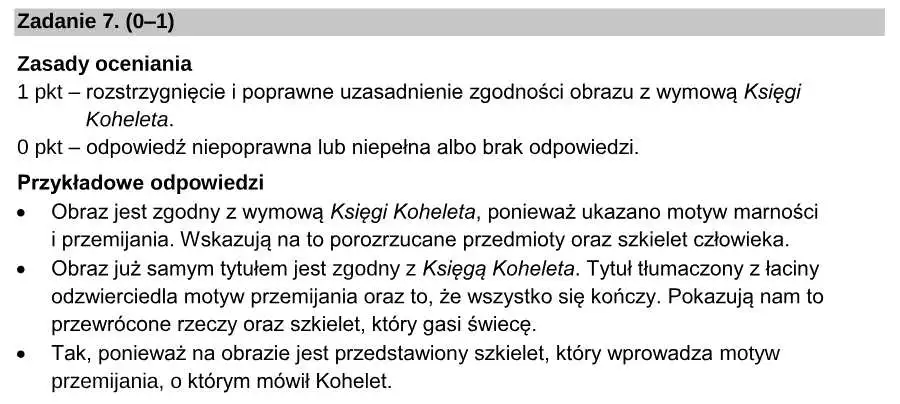 Zadanie 7. (0–1)
Zasady oceniania
1 pkt – rozstrzygnięcie i poprawne uzasadnienie zgodności obrazu z wymową Księgi
Koheleta.
0 pkt – odpowiedź niepoprawna lub niepełna albo brak odpowiedzi.
Przykładowe odpowiedzi
• Obraz jest zgodny z wymową Księgi Koheleta, ponieważ ukazano motyw marności
i przemijania. Wskazują na to porozrzucane przedmioty oraz szkielet człowieka.
• Obraz już samym tytułem jest zgodny z Księgą Koheleta. Tytuł tłumaczony z łaciny
odzwierciedla motyw przemijania oraz to, że wszystko się kończy. Pokazują nam to
przewrócone rzeczy oraz szkielet, który gasi świecę.
• Tak, ponieważ na obrazie jest przedstawiony szkielet, który wprowadza motyw
przemijania, o którym mówił Kohelet.